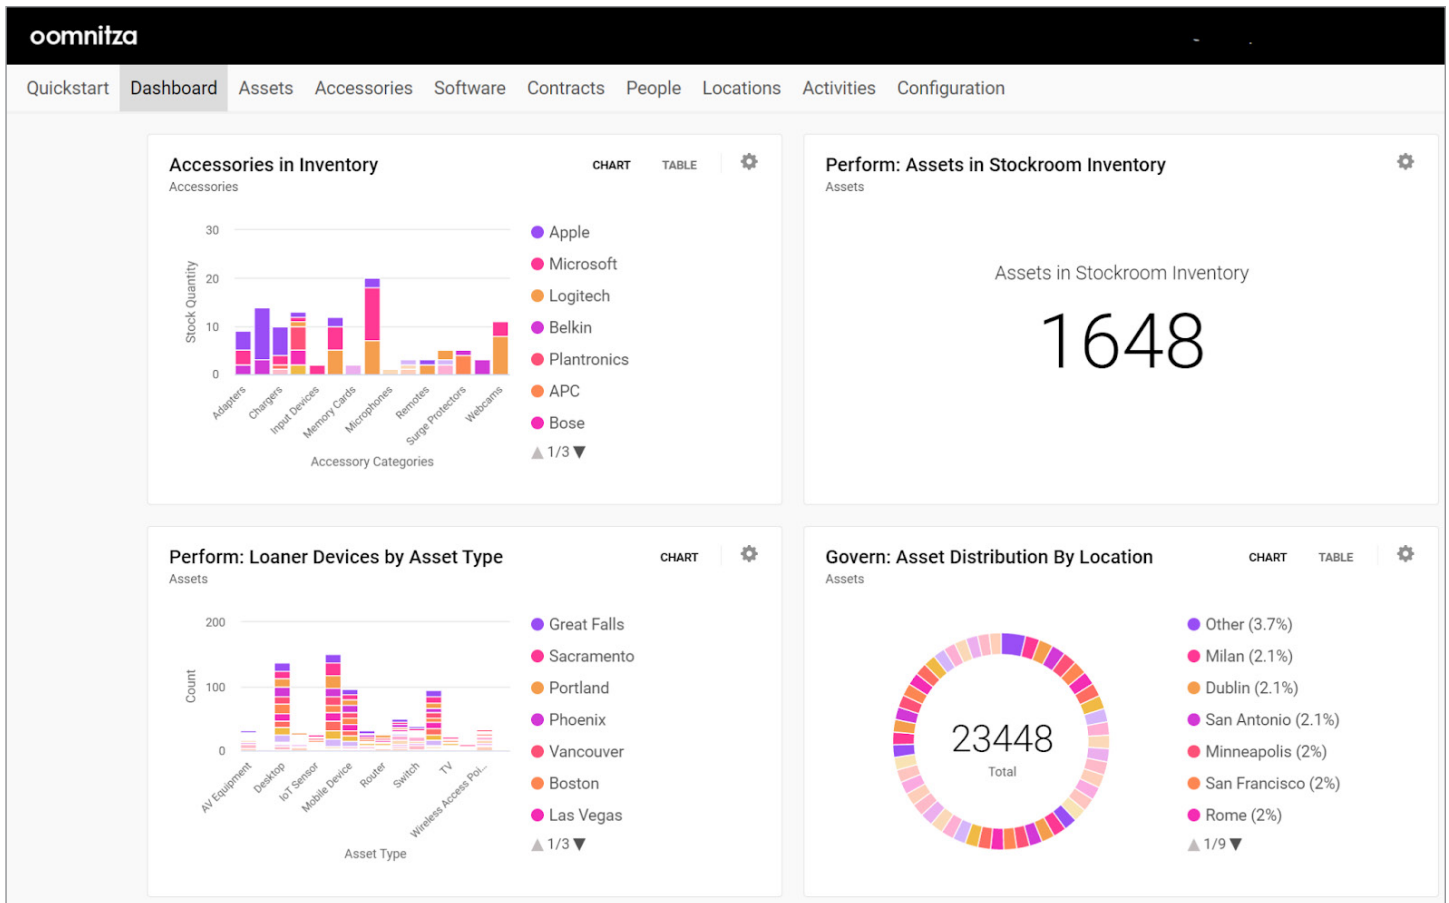 oomnitza
Quickstart Dashboard Assets Accessories Software Contracts People Locations Activities Configuration
Accessories in Inventory
CHART TABLE
Accessories
30
20
10
0
Stock Quantity
Adapters
Chargers
Input Devices
Memory Cards
Microphones
Remotes
Surge Protectors
Webcams
Accessory Categories
Apple
Microsoft
Logitech
Belkin
Plantronics
APC
Bose
1/3
Perform: Assets in Stockroom Inventory
Assets
Assets in Stockroom Inventory
1648
Perform: Loaner Devices by Asset Type
CHART
Assets
200
100
0
Count
AV Equipment
Desktop
IoT Sensor
Mobile Device
Router
Switch
TV
Wireless Access Poi...
Asset Type
Great Falls
Sacramento
Portland
Phoenix
Vancouver
Boston
Las Vegas
1/3
Govern: Asset Distribution By Location
CHART TABLE
Assets
23448
Total
Other (3.7%)
Milan (2.1%)
Dublin (2.1%)
San Antonio (2.1%)
Minneapolis (2%)
San Francisco (2%)
Rome (2%)
1/9